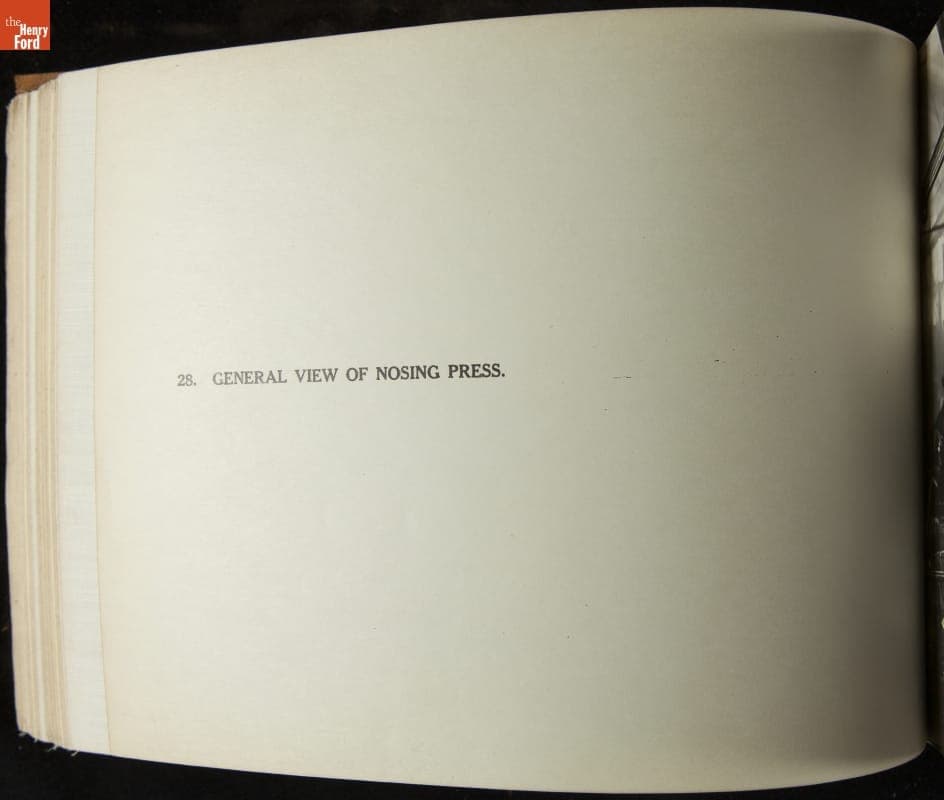 the
Henry
Ford
28. GENERAL VIEW OF NOSING PRESS.